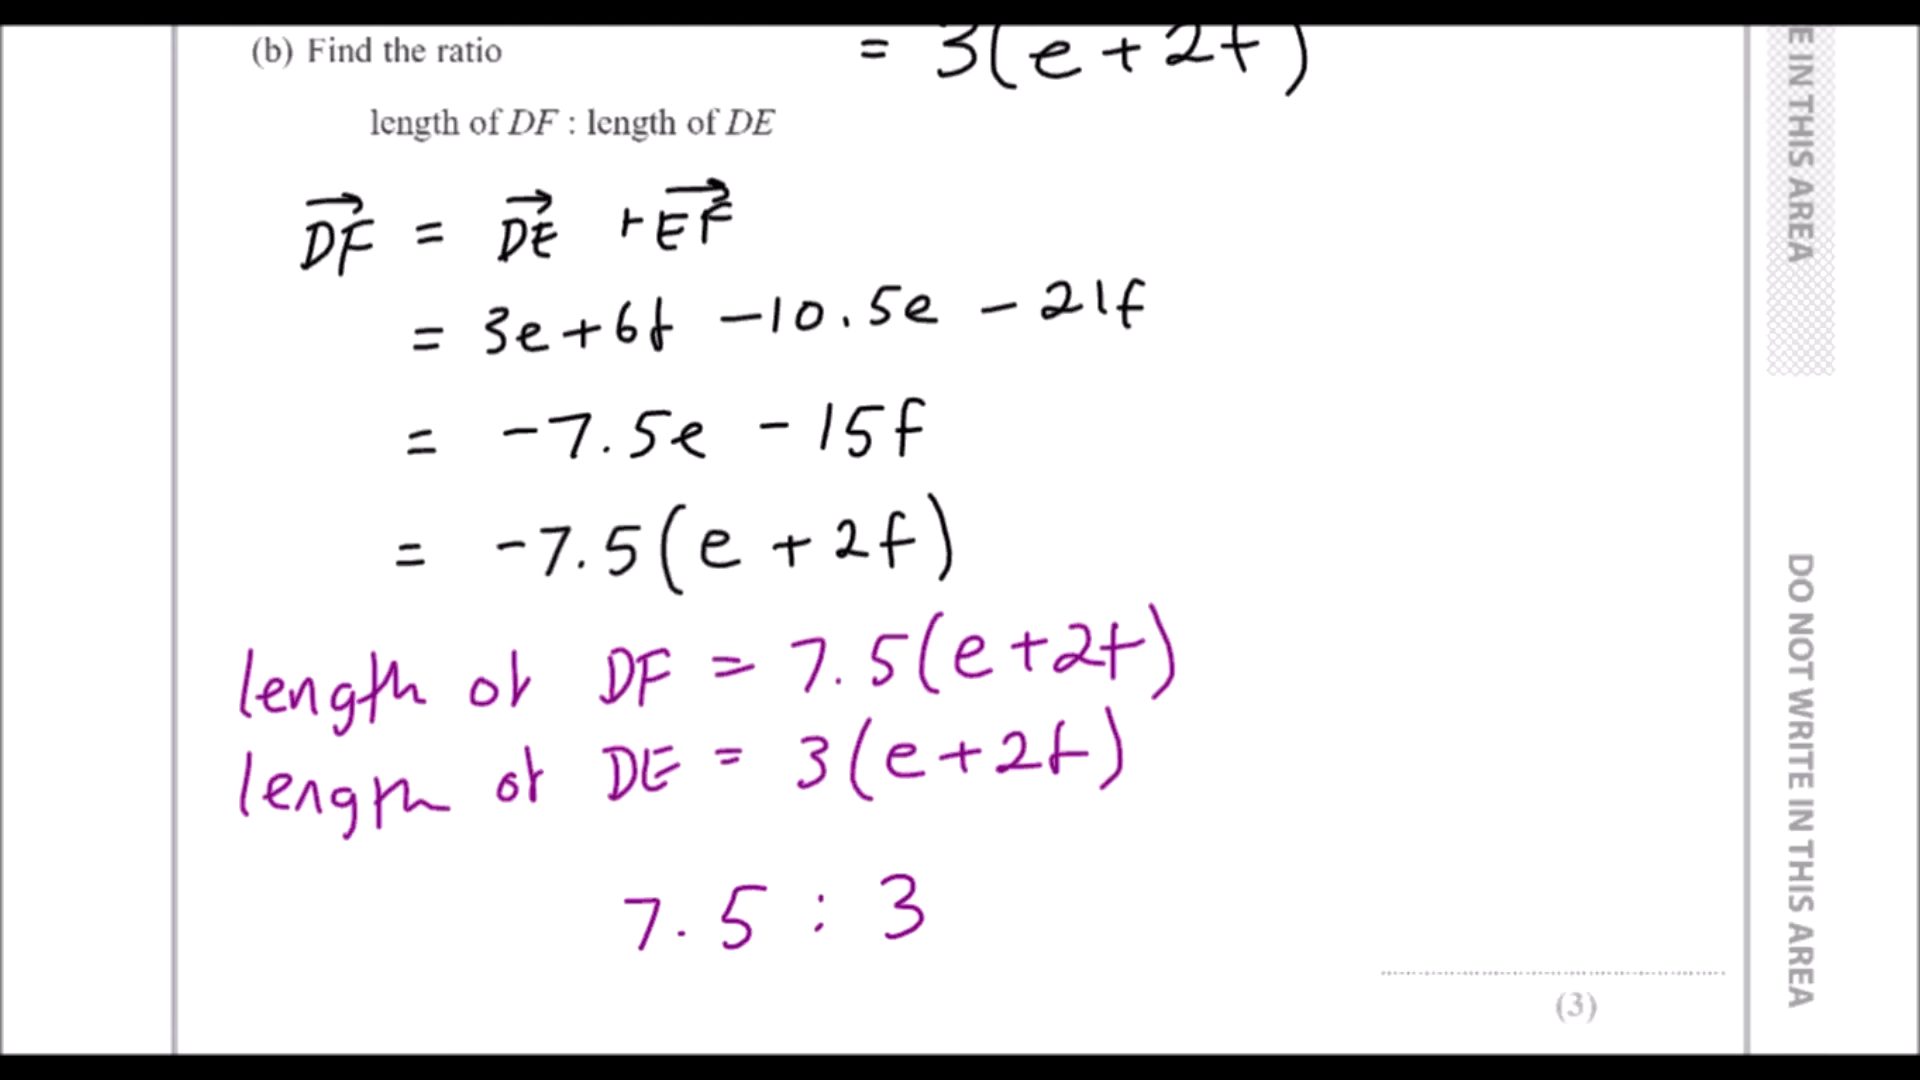 (b) Find the ratio
= 3(e + 2f)
length of DF : length of DE
DF = DE + EF
= 3e + 6f - 10.5e - 21f
= -7.5e - 15f
= -7.5(e + 2f)
length of DF = 7.5(e + 2f)
length of DE = 3(e + 2f)
7.5 : 3
(3)
E IN THIS AREA
DO NOT WRITE IN THIS AREA